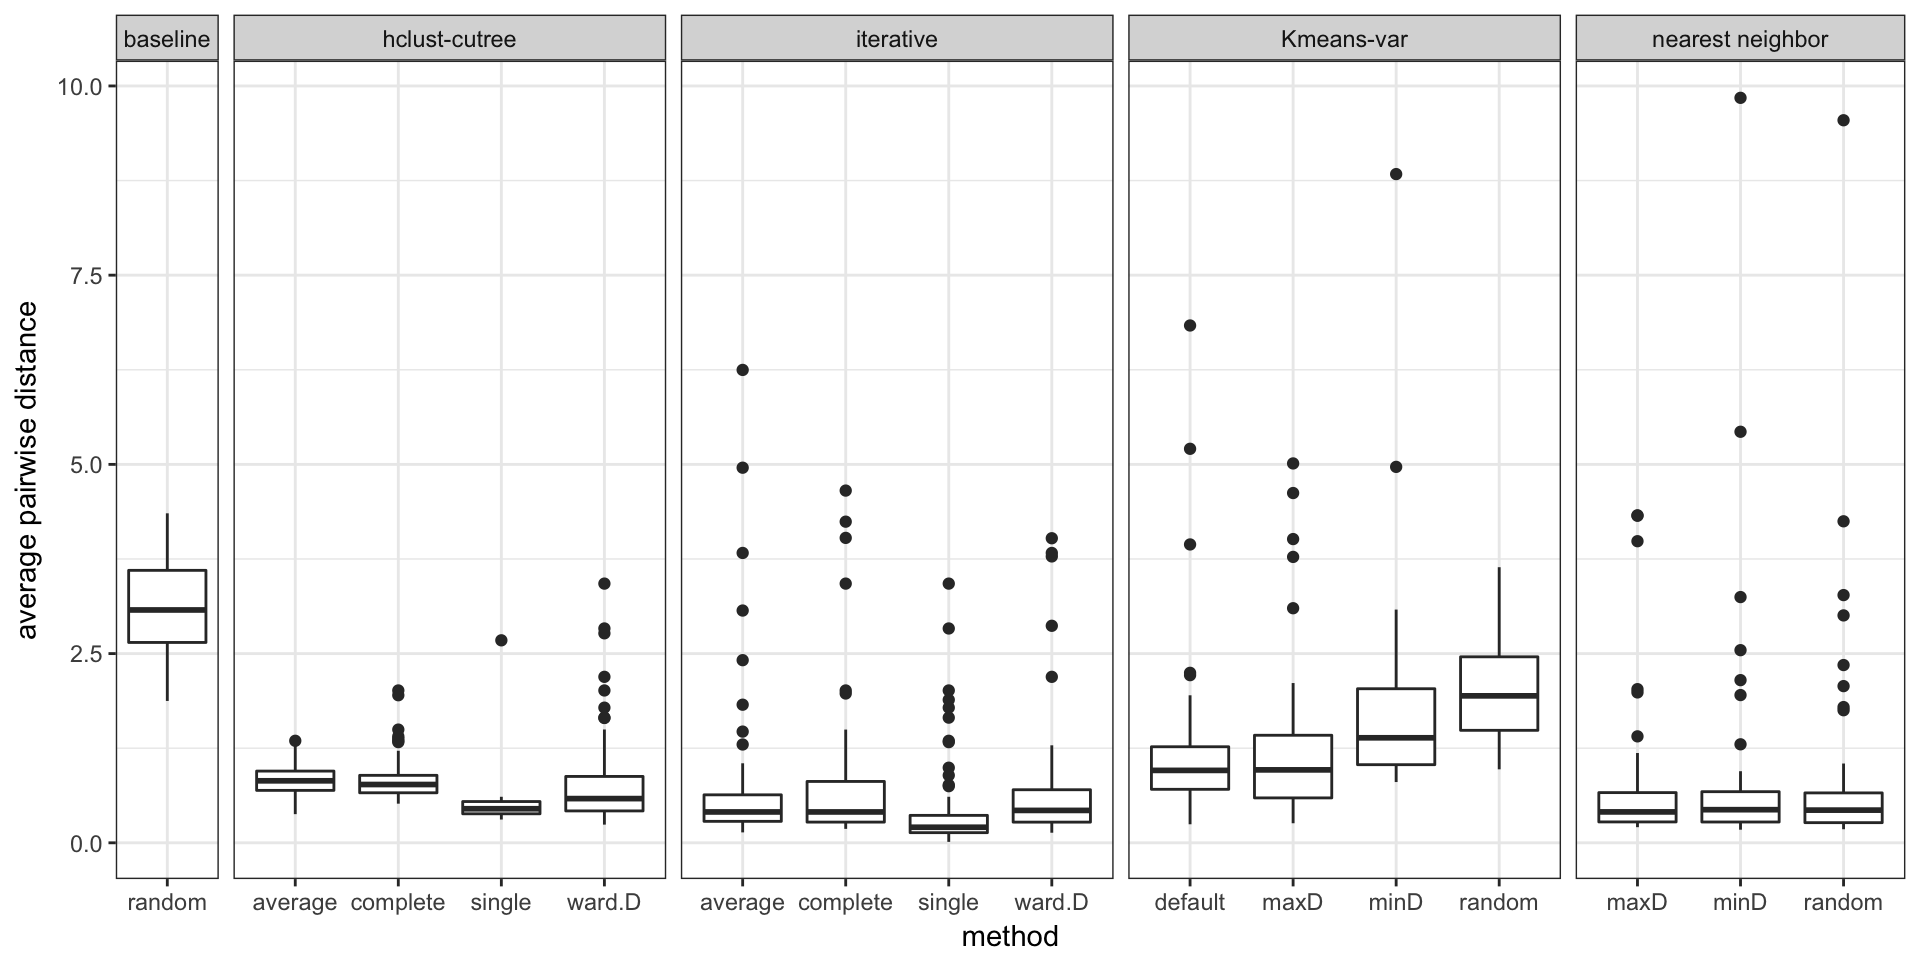 baseline hclust-cutree iterative Kmeans-var nearest neighbor
10.0
7.5
5.0
2.5
0.0
average pairwise distance
random average complete single ward.D average complete single ward.D default maxD minD random maxD minD random
method